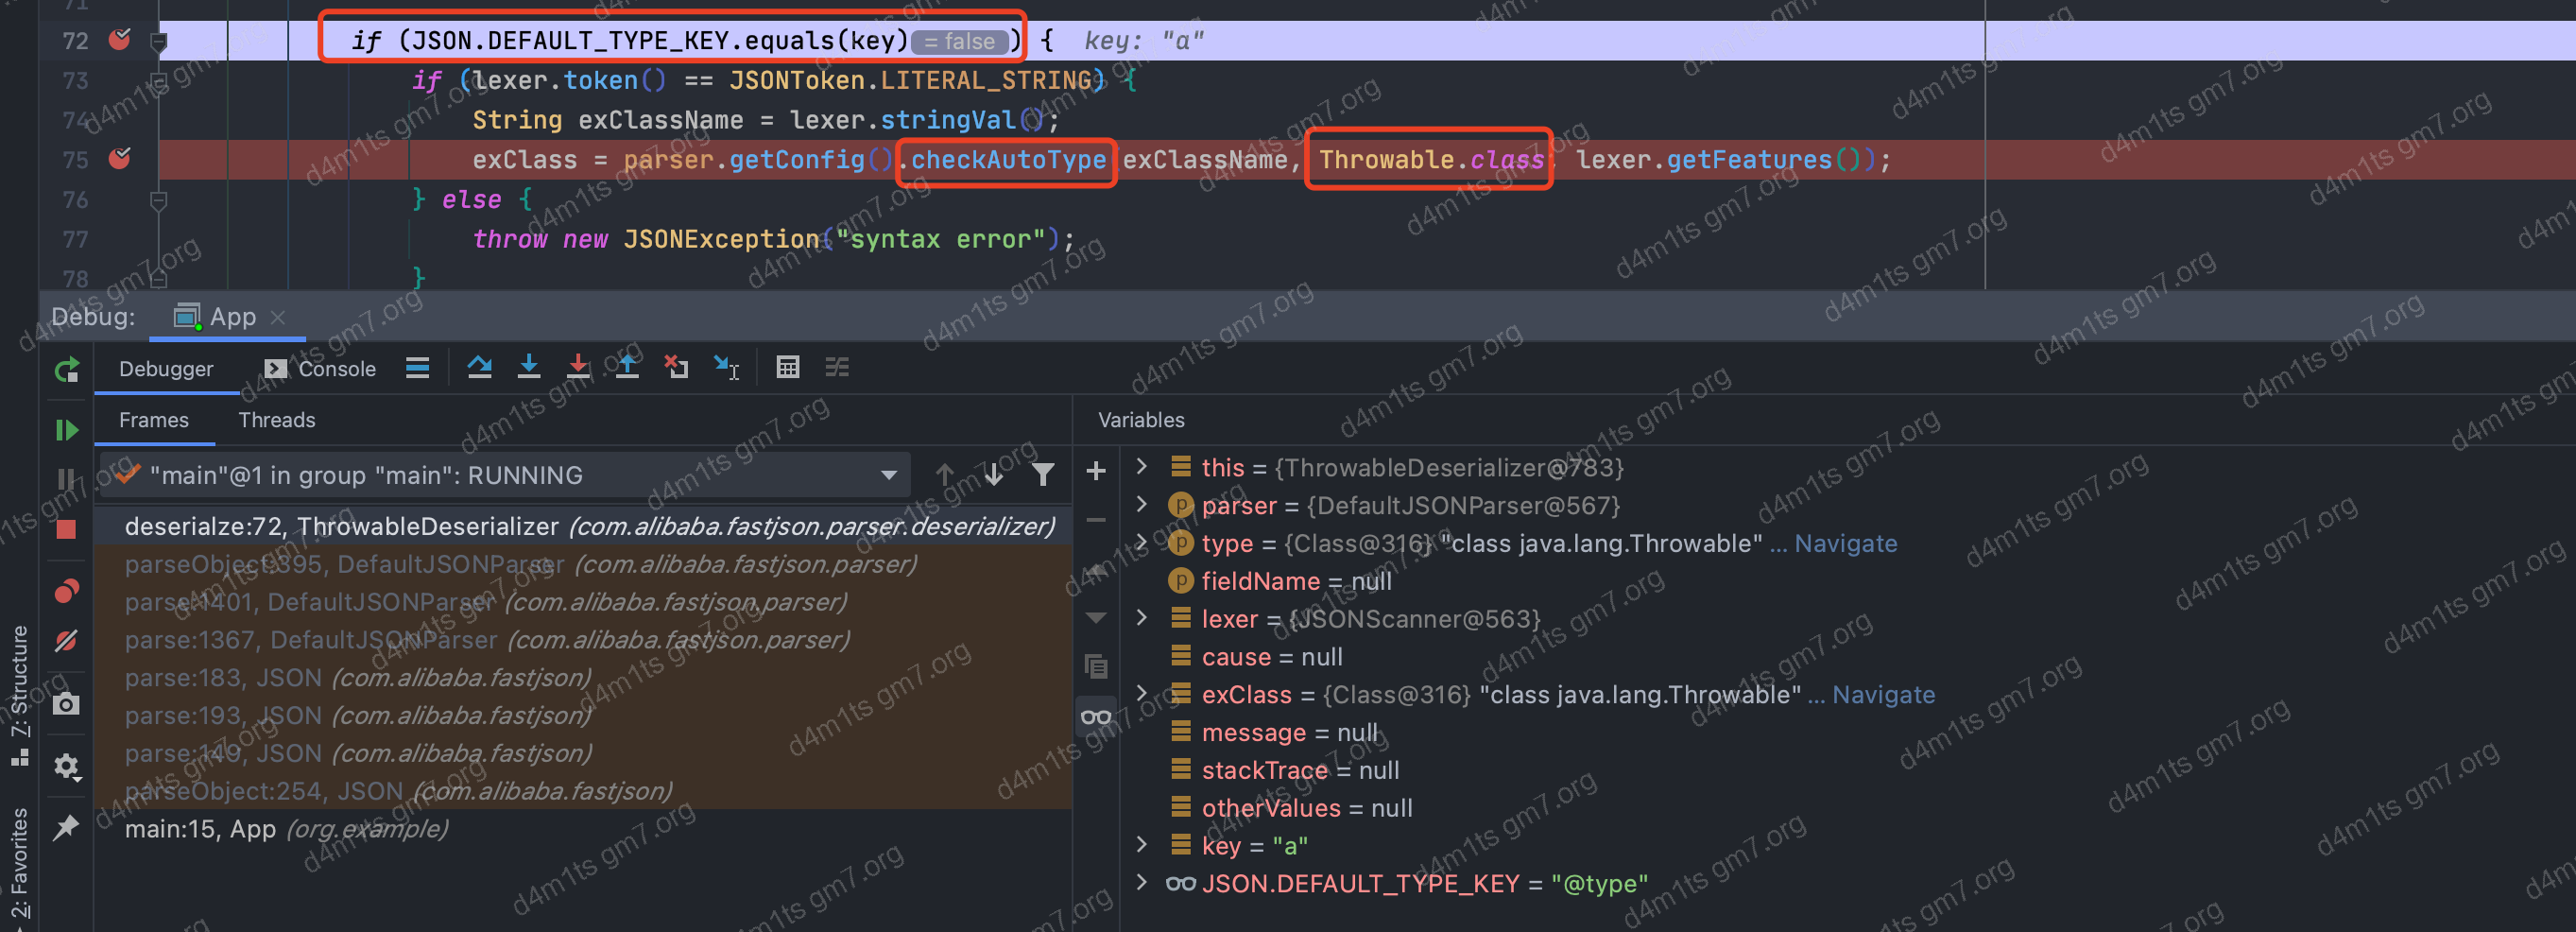 71
72 if (JSON.DEFAULT_TYPE_KEY.equals(key) = false ) { key: "a"
73 if (lexer.token() == JSONToken.LITERAL_STRING) {
74 String exClassName = lexer.stringVal();
75 exClass = parser.getConfig().checkAutoType(exClassName, Throwable.class, lexer.getFeatures());
76 } else {
77 throw new JSONException("syntax error");
78 }
Debug: App
Debugger Console
Frames Threads
Variables
"main"@1 in group "main": RUNNING
deserialze:72, ThrowableDeserializer (com.alibaba.fastjson.parser.deserializer)
parseObject:395, DefaultJSONParser (com.alibaba.fastjson.parser)
parse:1401, DefaultJSONParser (com.alibaba.fastjson.parser)
parse:1367, DefaultJSONParser (com.alibaba.fastjson.parser)
parse:183, JSON (com.alibaba.fastjson)
parse:193, JSON (com.alibaba.fastjson)
parse:149, JSON (com.alibaba.fastjson)
parseObject:254, JSON (com.alibaba.fastjson)
main:15, App (org.example)
this = {ThrowableDeserializer@783}
p parser = {DefaultJSONParser@567}
p type = {Class@316} "class java.lang.Throwable" ... Navigate
p fieldName = null
lexer = {JSONScanner@563}
cause = null
exClass = {Class@316} "class java.lang.Throwable" ... Navigate
message = null
stackTrace = null
otherValues = null
key = "a"
JSON.DEFAULT_TYPE_KEY = "@type"
7: Structure
2: Favorites
d4m1ts gm7.org